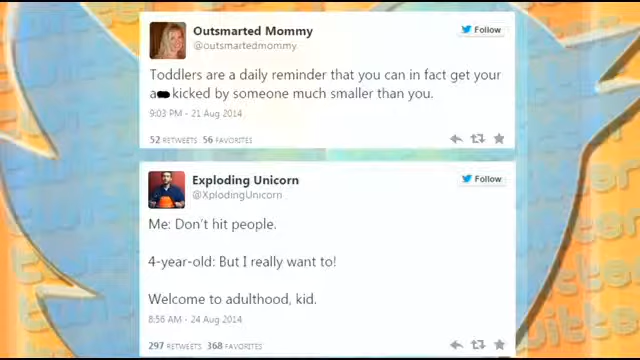 Outsmarted Mommy
@outsmartedmommy
Follow
Toddlers are a daily reminder that you can in fact get your
a kicked by someone much smaller than you.
9:03 PM - 21 Aug 2014
52 RETWEETS 56 FAVORITES
Exploding Unicorn
@XplodingUnicorn
Follow
Me: Don't hit people.
4-year-old: But I really want to!
Welcome to adulthood, kid.
8:56 AM - 24 Aug 2014
297 RETWEETS 368 FAVORITES